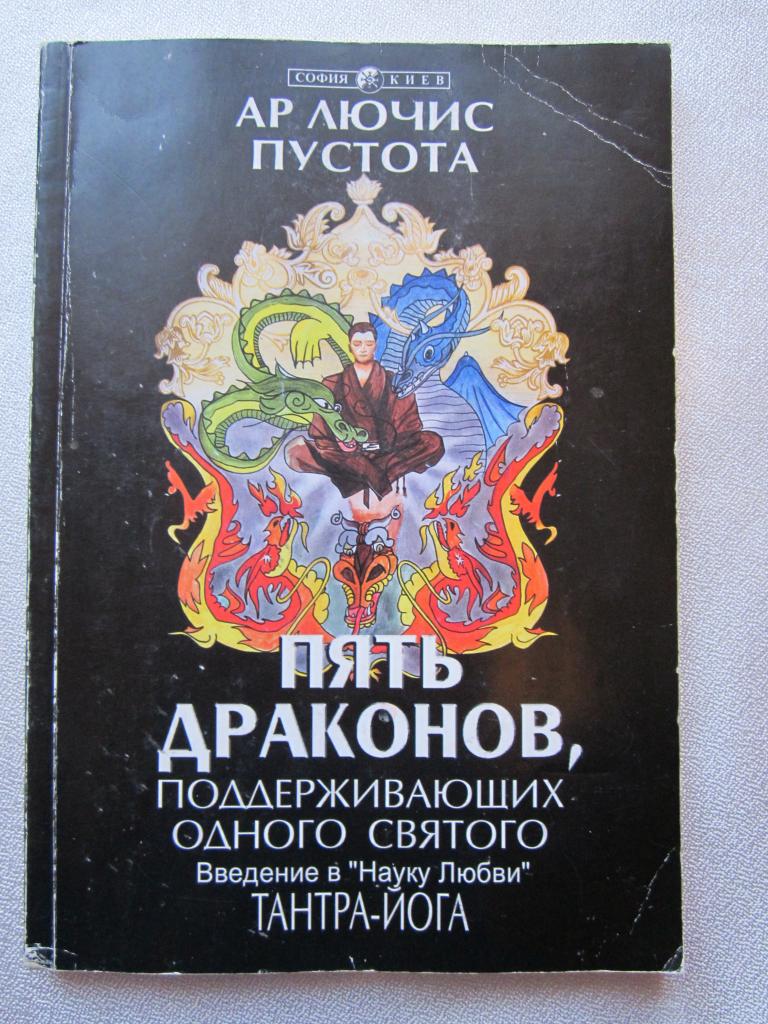 СОФИЯ КИЕВ
АР ЛЮЧИС
ПУСТОТА
ПЯТЬ
ДРАКОНОВ,
ПОДДЕРЖИВАЮЩИХ
ОДНОГО СВЯТОГО
Введение в "Науку Любви"
ТАНТРА-ЙОГА